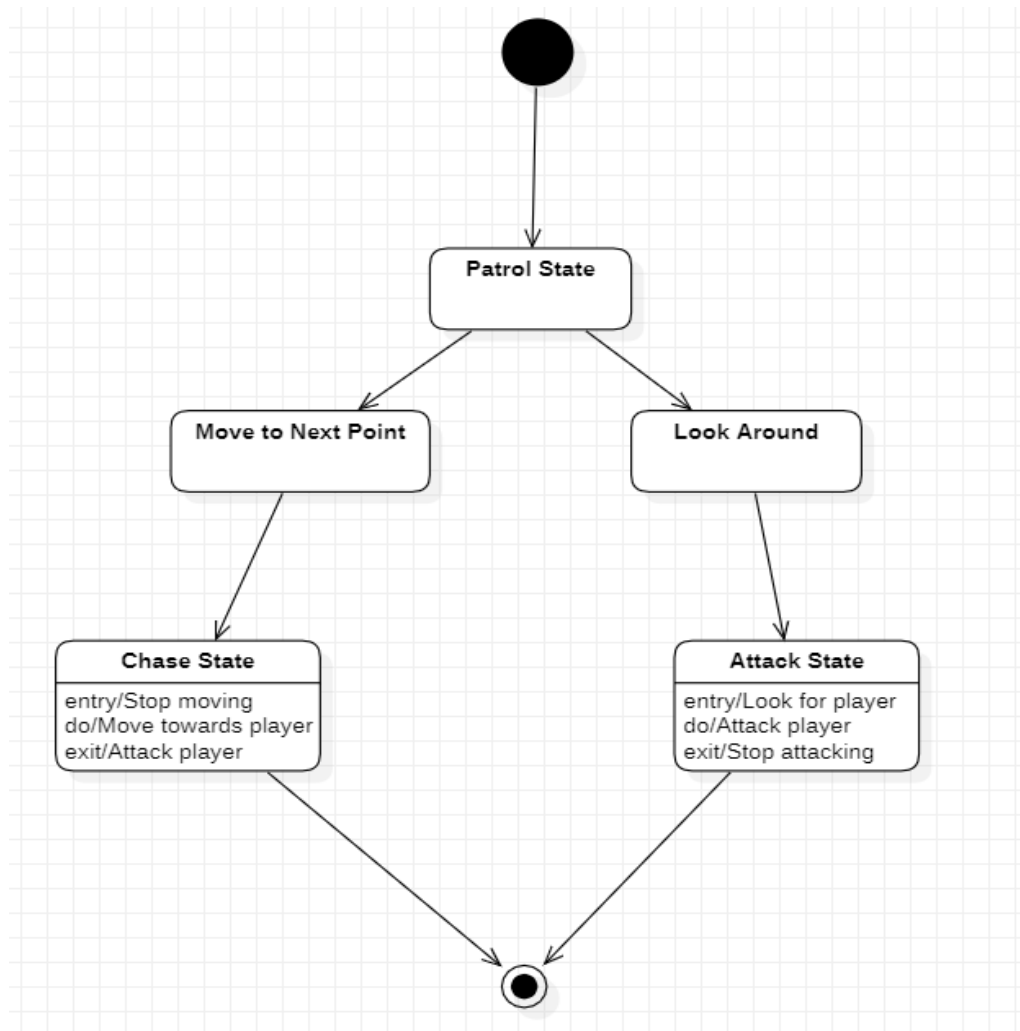 Patrol State
Move to Next Point
Look Around
Chase State
entry/Stop moving
do/Move towards player
exit/Attack player
Attack State
entry/Look for player
do/Attack player
exit/Stop attacking